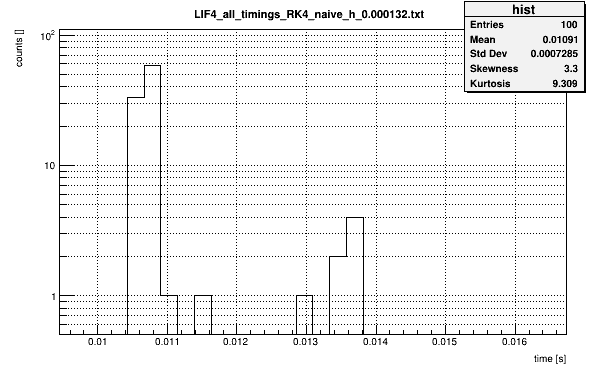 LIF4_all_timings_RK4_naive_h_0.000132.txt
hist
Entries 100
Mean 0.01091
Std Dev 0.0007285
Skewness 3.3
Kurtosis 9.309
counts []
10²
10
1
0.01 0.011 0.012 0.013 0.014 0.015 0.016
time [s]